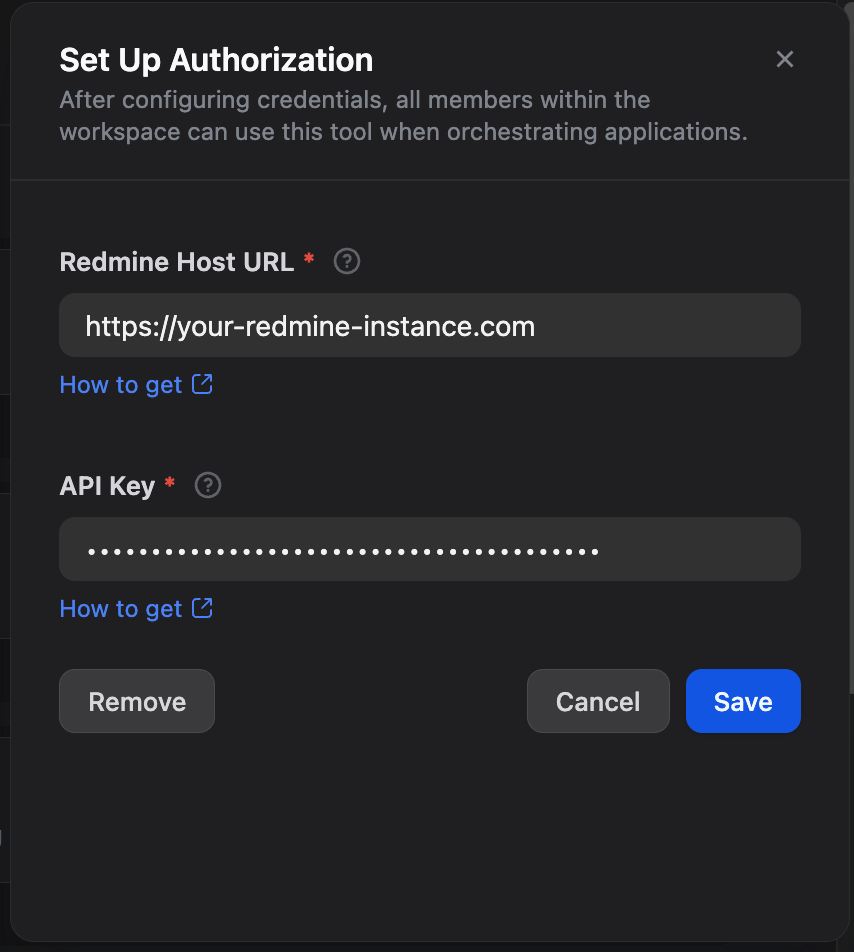 Set Up Authorization
After configuring credentials, all members within the
workspace can use this tool when orchestrating applications.
Redmine Host URL *
https://your-redmine-instance.com
How to get
API Key *
••••••••••••••••••••••••••••••••••••••••
How to get
Remove
Cancel
Save